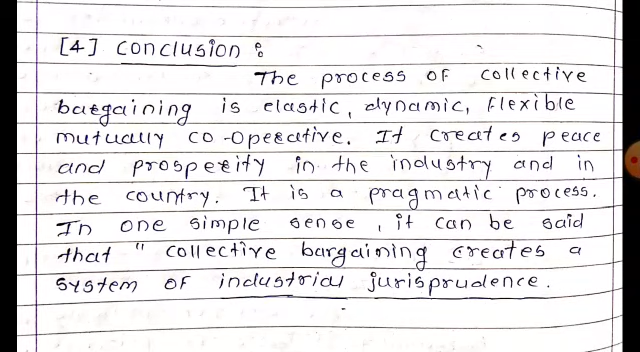 [4] Conclusion :
The process of collective
bargaining is elastic, dynamic, flexible
mutually co-operative. It creates peace
and prosperity in the industry and in
the country. It is a pragmatic process.
In one simple sense, it can be said
that " collective bargaining creates a
system of industrial jurisprudence.